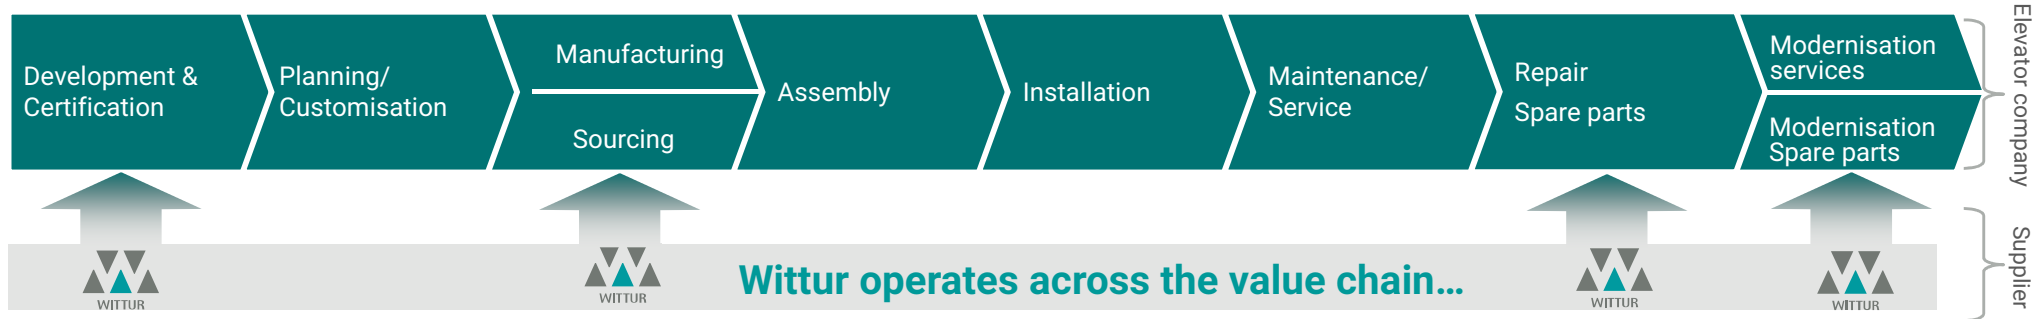 Development &
Certification
Planning/
Customisation
Manufacturing
Sourcing
Assembly
Installation
Maintenance/
Service
Repair
Spare parts
Modernisation
services
Modernisation
Spare parts
Elevator company
WITTUR
WITTUR
Wittur operates across the value chain...
WITTUR
WITTUR
Supplier